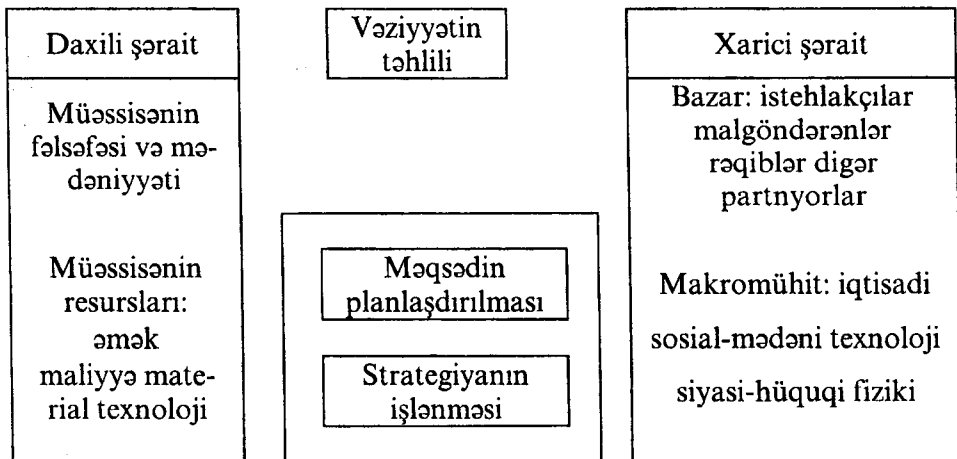 Daxili şərait
Müəssisənin
fəlsəfəsi və mə-
dəniyyəti
Müəssisənin
resursları:
əmək
maliyyə mate-
rial texnoloji
Vəziyyətin
təhlili
Məqsədin
planlaşdırılması
Strategiyanın
işlənməsi
Xarici şərait
Bazar: istehlakçılar
malgöndərənlər
rəqiblər digər
partnyorlar
Makromühit: iqtisadi
sosial-mədəni texnoloji
siyasi-hüquqi fiziki